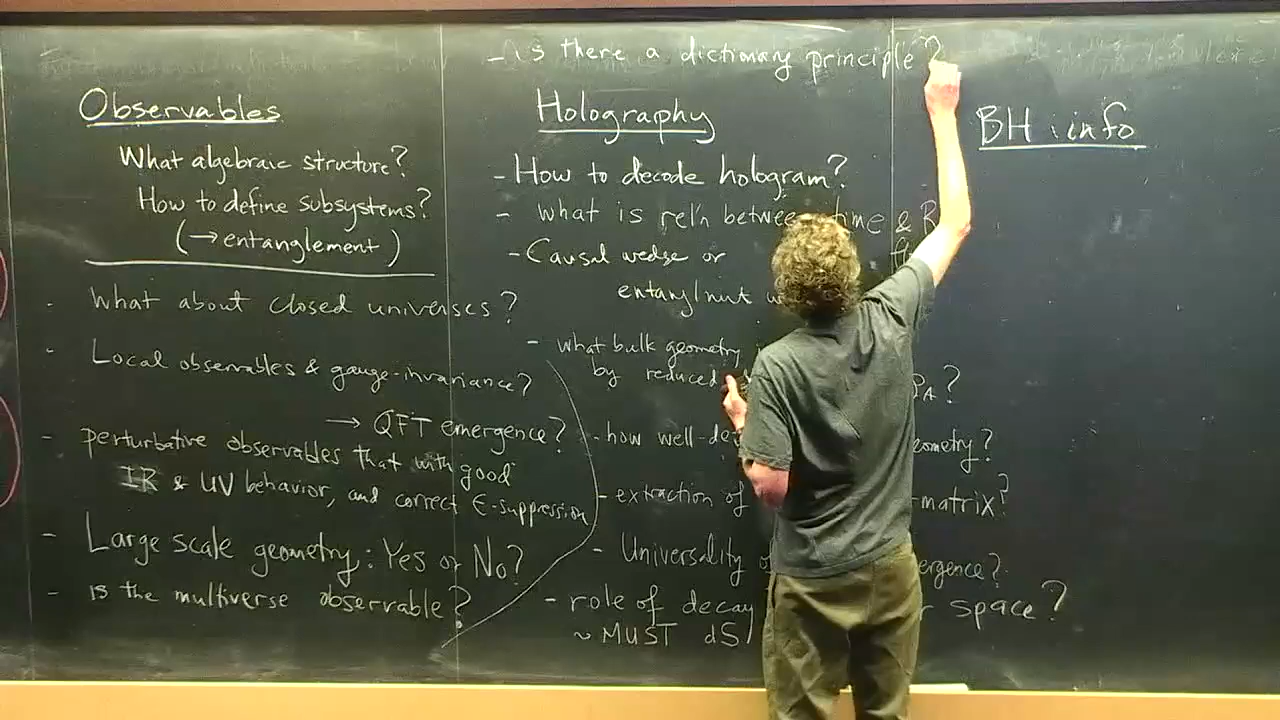 - is there a dictionary principle?
Observables
What algebraic structure?
How to define subsystems?
(→ entanglement)
- What about closed universes?
- Local observables & gauge-invariance?
→ QFT emergence?
- perturbative observables that with good
IR & UV behavior, and correct E-suppression
- Large scale geometry: Yes or No?
- is the multiverse observable?
Holography
- How to decode hologram?
- what is rel'n between time & R
- Causal wedge or
- what bulk geometry
by reduced ρA?
- how well-de ometry?
- extraction of -matrix?
- Universality of ergence?
- role of decay space?
~ MUST dS
BH info